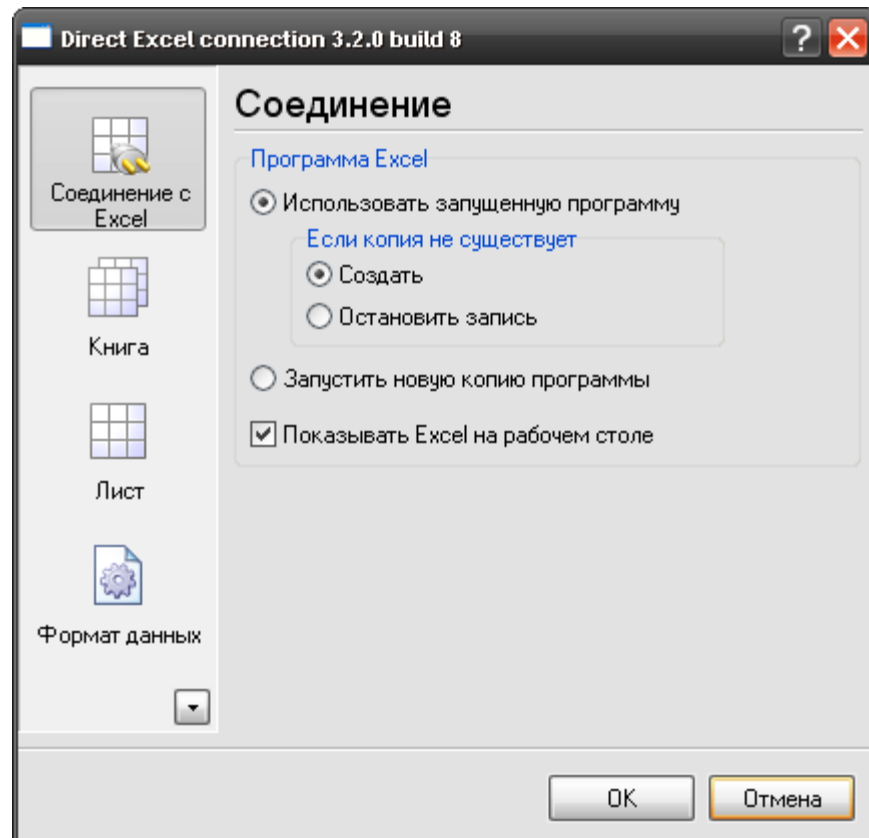 Direct Excel connection 3.2.0 build 8
Соединение с
Excel
Книга
Лист
Формат данных
Соединение
Программа Excel
Использовать запущенную программу
Если копия не существует
Создать
Остановить запись
Запустить новую копию программы
Показывать Excel на рабочем столе
OK
Отмена